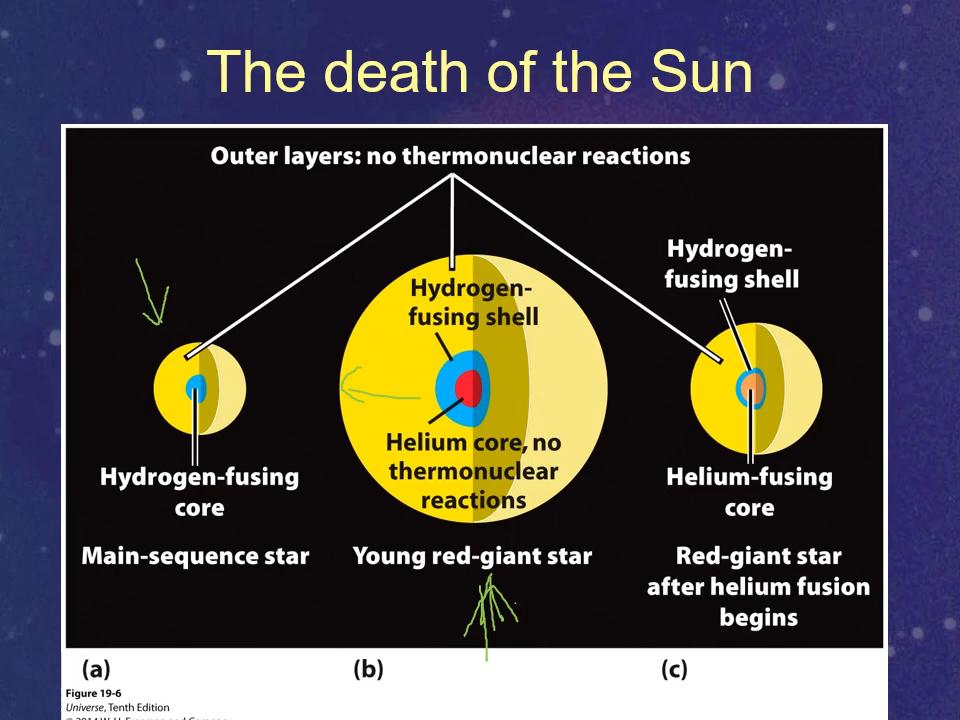 The death of the Sun
Outer layers: no thermonuclear reactions
Hydrogen-
fusing shell
Hydrogen-
fusing shell
Helium core, no
thermonuclear
reactions
Hydrogen-fusing
core
Helium-fusing
core
Main-sequence star
Young red-giant star
Red-giant star
after helium fusion
begins
(a)
(b)
(c)
Figure 19-6
Universe, Tenth Edition